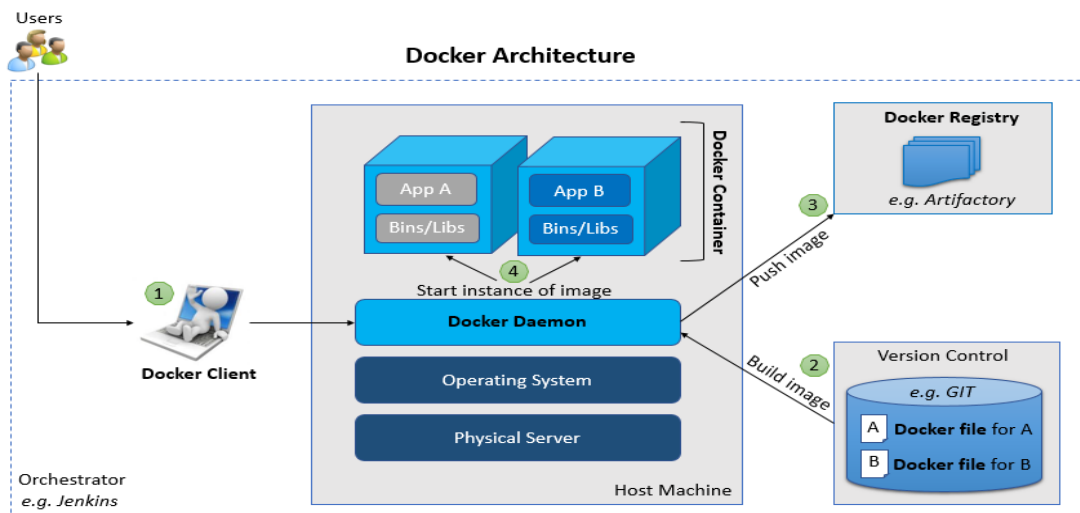 Users
Docker Architecture
Docker Registry
e.g. Artifactory
App A
App B
Bins/Libs
Bins/Libs
Docker Container
3
Push image
4
Start instance of image
1
Docker Client
Docker Daemon
Operating System
Physical Server
2
Build image
Version Control
e.g. GIT
A Docker file for A
B Docker file for B
Orchestrator
e.g. Jenkins
Host Machine